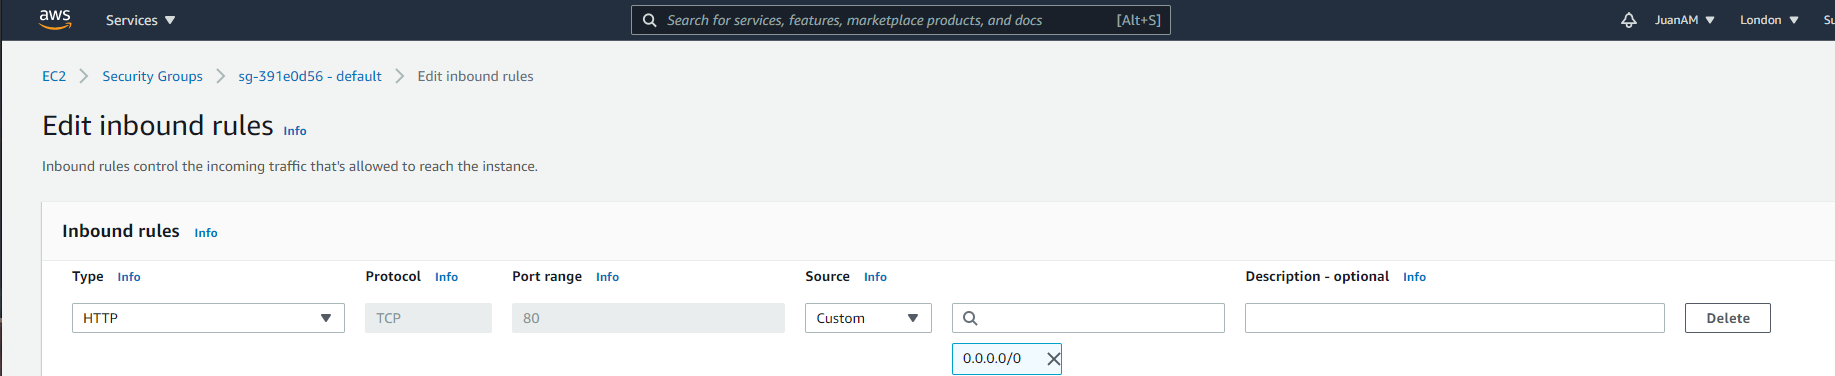 aws Services Search for services, features, marketplace products, and docs [Alt+S] JuanAM London Su
EC2 Security Groups sg-391e0d56 - default Edit inbound rules
Edit inbound rules Info
Inbound rules control the incoming traffic that's allowed to reach the instance.
Inbound rules Info
Type Info Protocol Info Port range Info Source Info Description - optional Info
HTTP TCP 80 Custom Delete
0.0.0.0/0